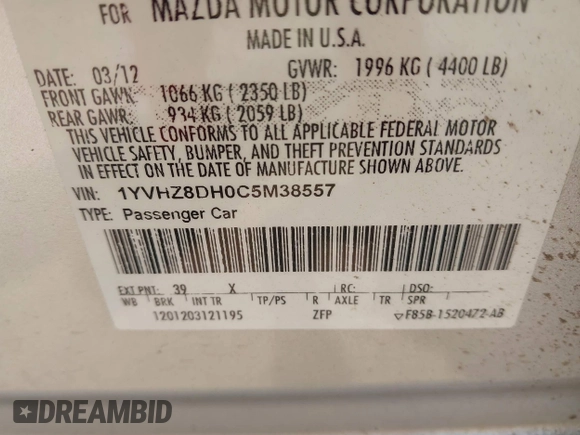 FOR MAZDA MOTOR CORPORATION
MADE IN U.S.A.
DATE: 03/12 GVWR: 1996 KG ( 4400 LB)
FRONT GAWR: 1066 KG ( 2350 LB)
REAR GAWR: 934 KG ( 2059 LB)
THIS VEHICLE CONFORMS TO ALL APPLICABLE FEDERAL MOTOR
VEHICLE SAFETY, BUMPER, AND THEFT PREVENTION STANDARDS
IN EFFECT ON THE DATE OF MANUFACTURE SHOWN ABOVE.
VIN: 1YVHZ8DH0C5M38557
TYPE: Passenger Car
EXT PNT: 39 X RC: DSO:
WB BRK INT TR TP/PS R AXLE TR SPR
1201203121195 ZFP F85B-1520472-AB
DREAMBID